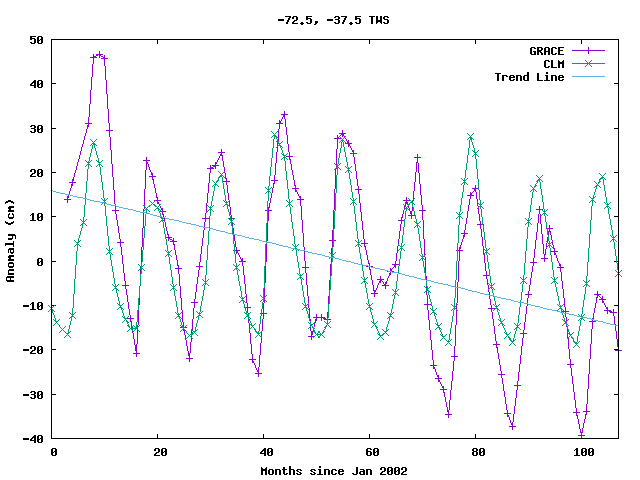 -72.5, -37.5 TWS
GRACE
CLM
Trend Line
50
40
30
20
10
0
-10
-20
-30
-40
Anomaly (cm)
0 20 40 60 80 100
Months since Jan 2002